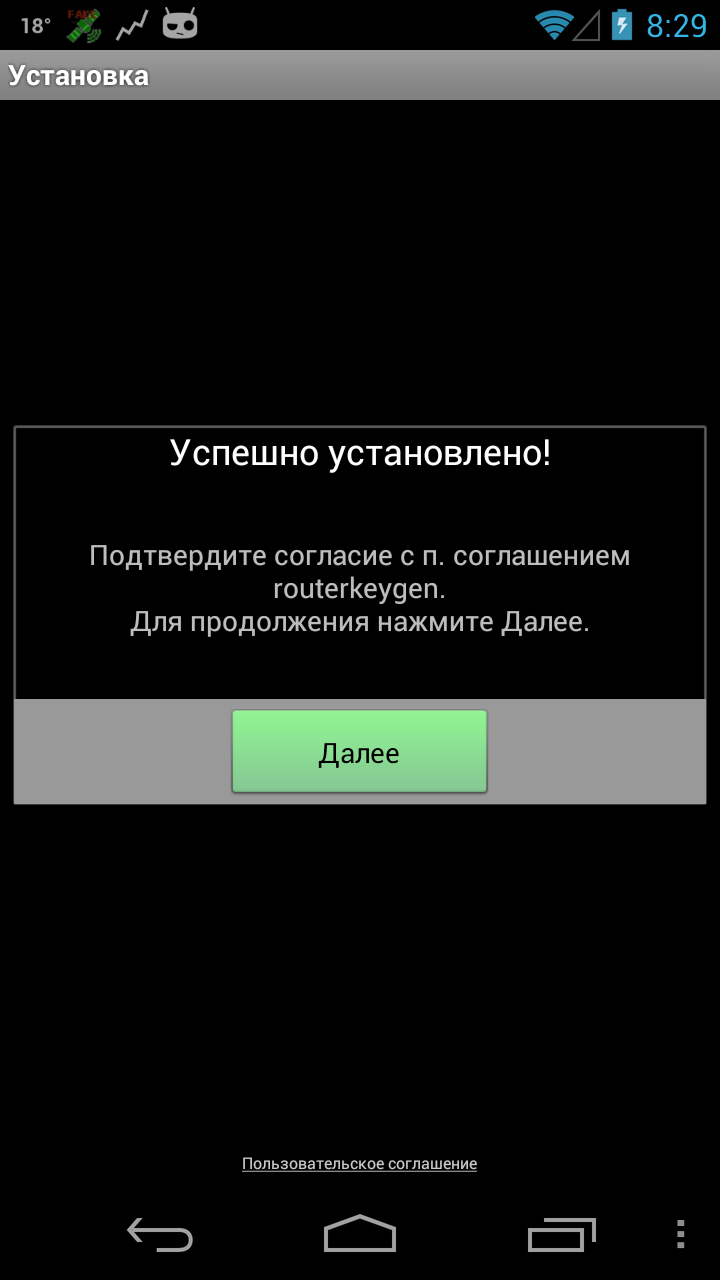 18°
FAKE
8:29
Установка
Успешно установлено!
Подтвердите согласие с п. соглашением
routerkeygen.
Для продолжения нажмите Далее.
Далее
Пользовательское соглашение